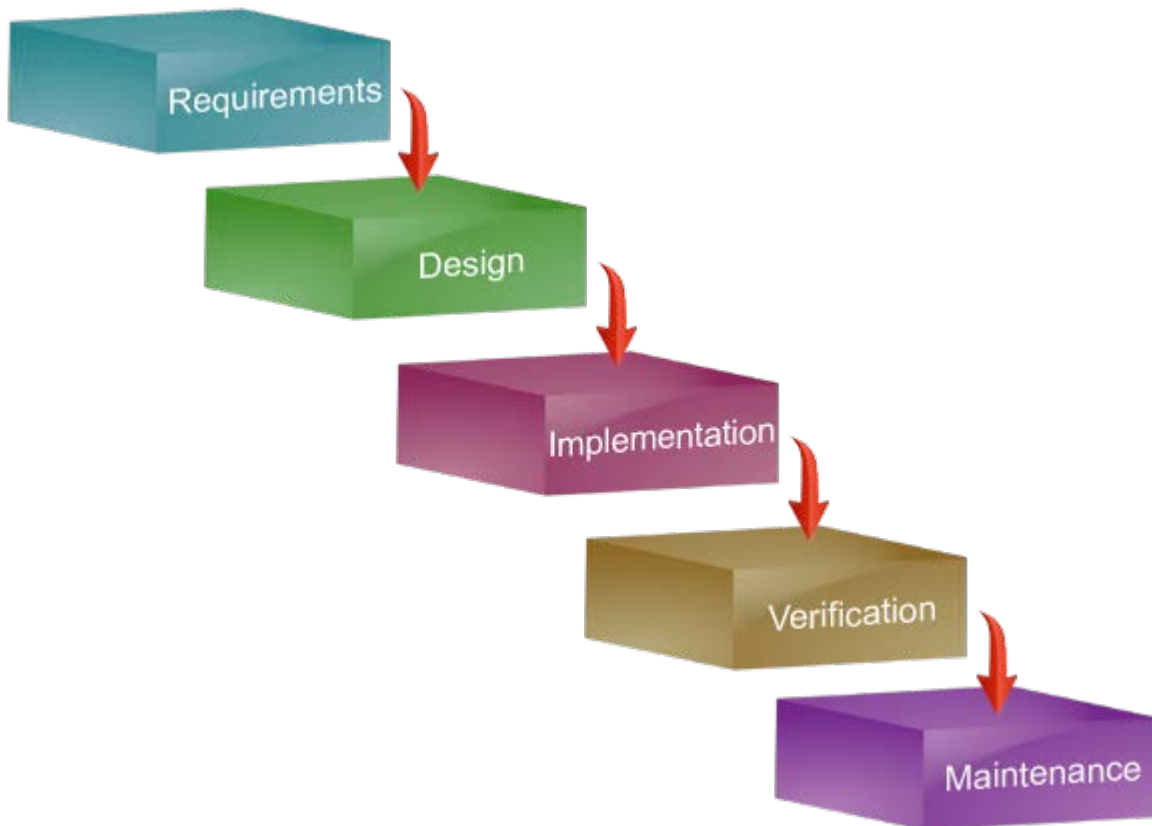 Requirements
Design
Implementation
Verification
Maintenance